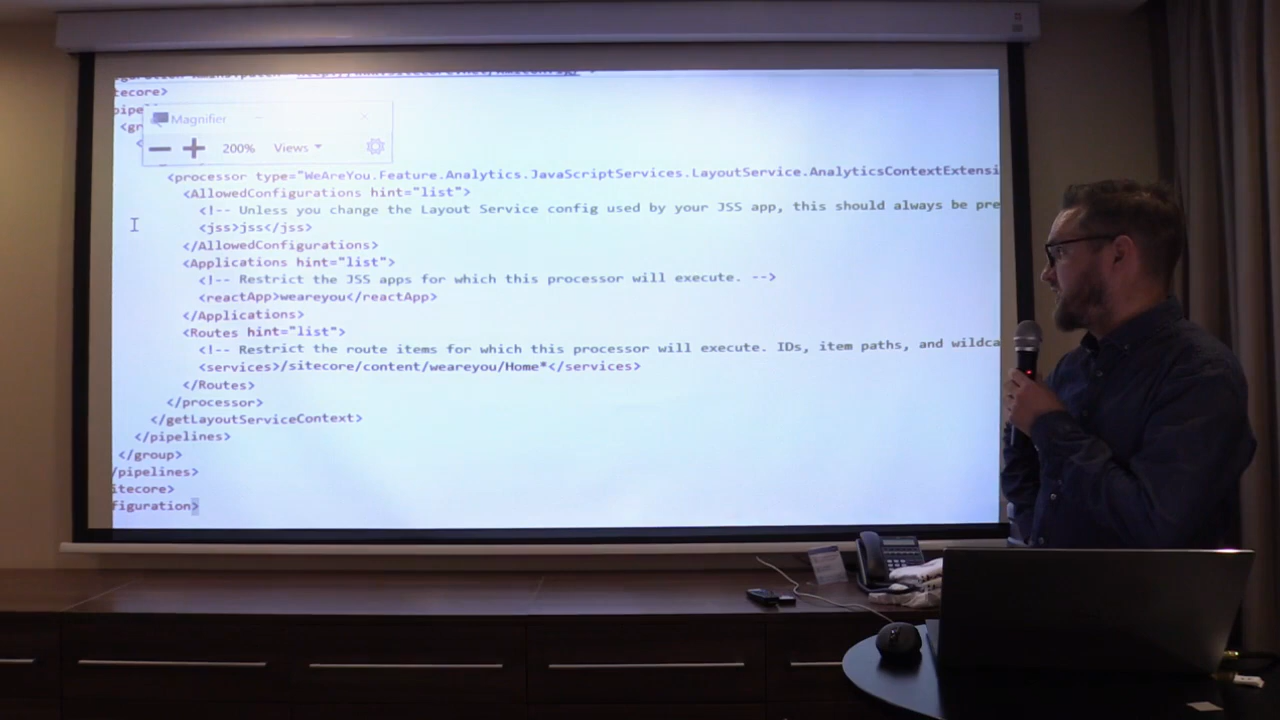 tecore>
pipe
<gr
Magnifier
200% Views
<processor type="WeAreYou.Feature.Analytics.JavaScriptServices.LayoutService.AnalyticsContextExtensi
<AllowedConfigurations hint="list">
<!-- Unless you change the Layout Service config used by your JSS app, this should always be pre
<jss>jss</jss>
</AllowedConfigurations>
<Applications hint="list">
<!-- Restrict the JSS apps for which this processor will execute. -->
<reactApp>weareyou</reactApp>
</Applications>
<Routes hint="list">
<!-- Restrict the route items for which this processor will execute. IDs, item paths, and wildca
<services>/sitecore/content/weareyou/Home*</services>
</Routes>
</processor>
</getLayoutServiceContext>
</pipelines>
</group>
/pipelines>
itecore>
figuration>